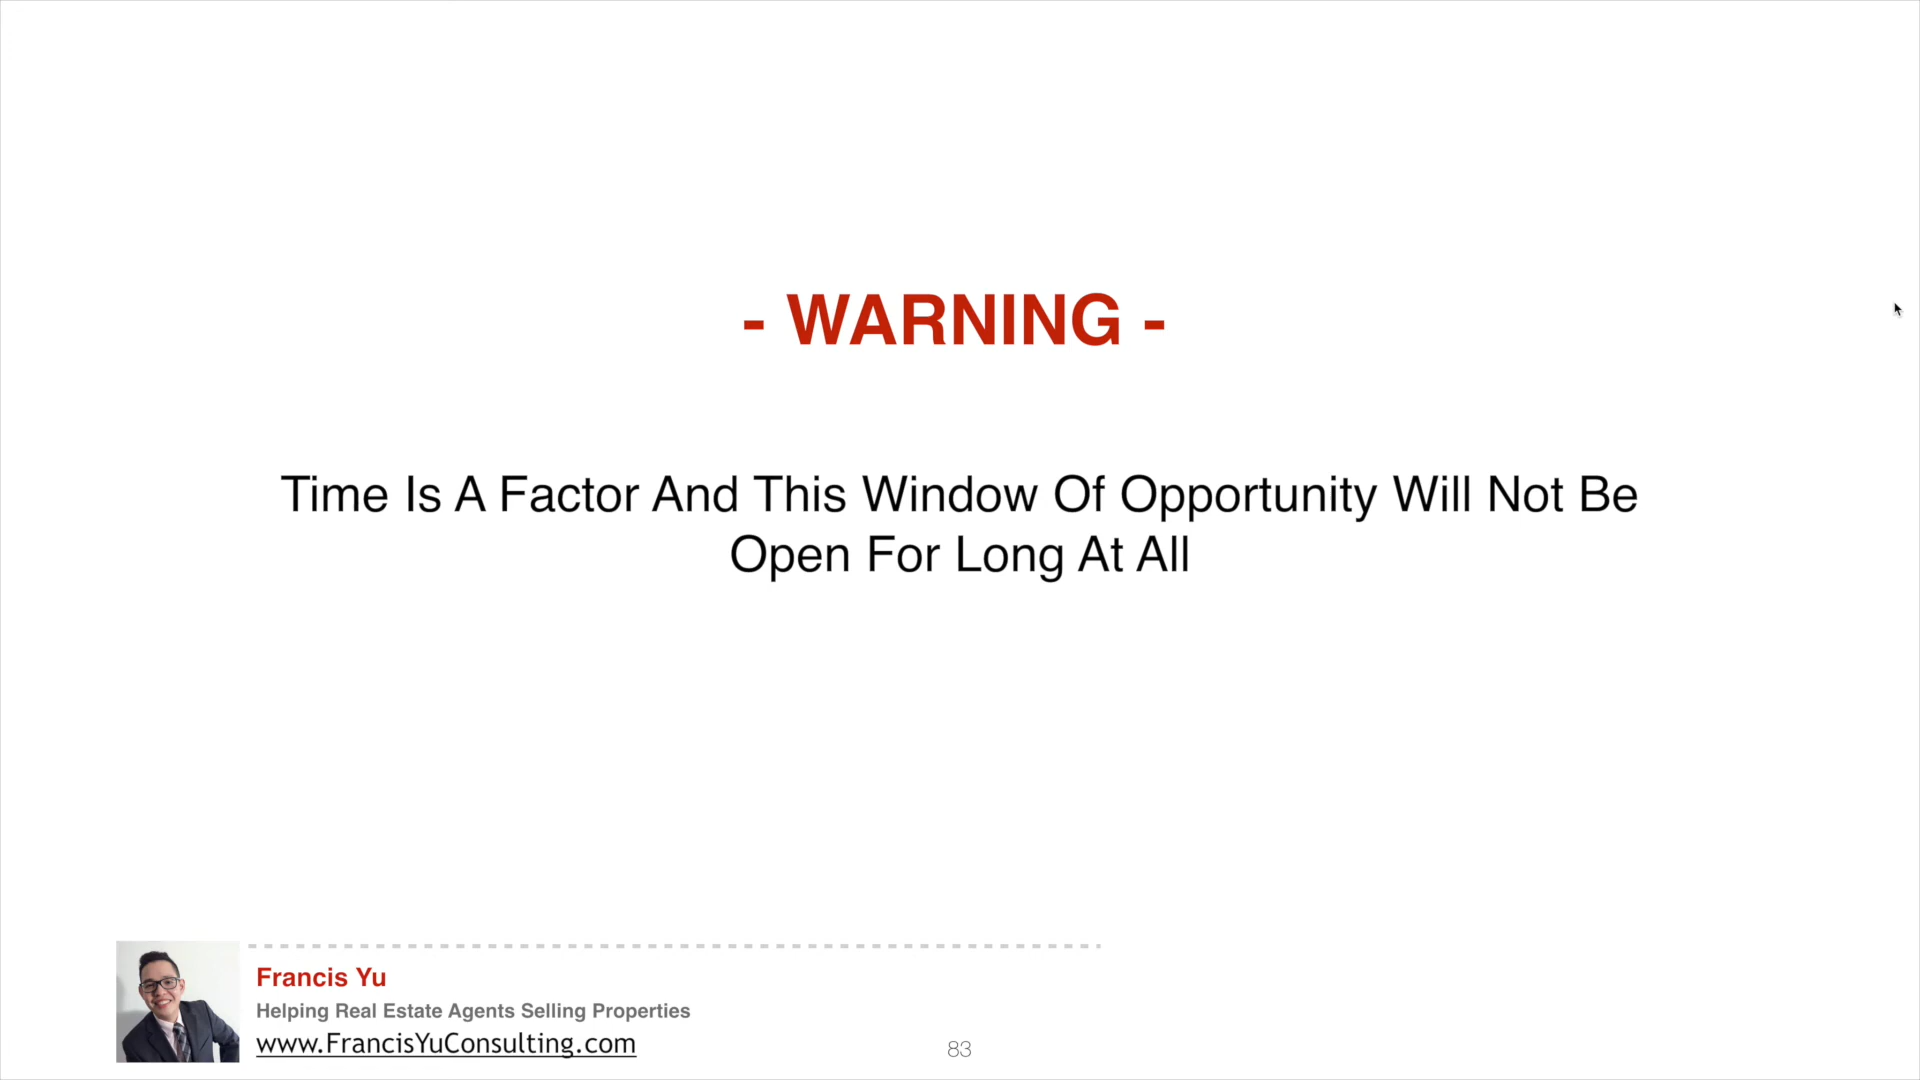 - WARNING -
Time Is A Factor And This Window Of Opportunity Will Not Be
Open For Long At All
Francis Yu
Helping Real Estate Agents Selling Properties
www.FrancisYuConsulting.com
83